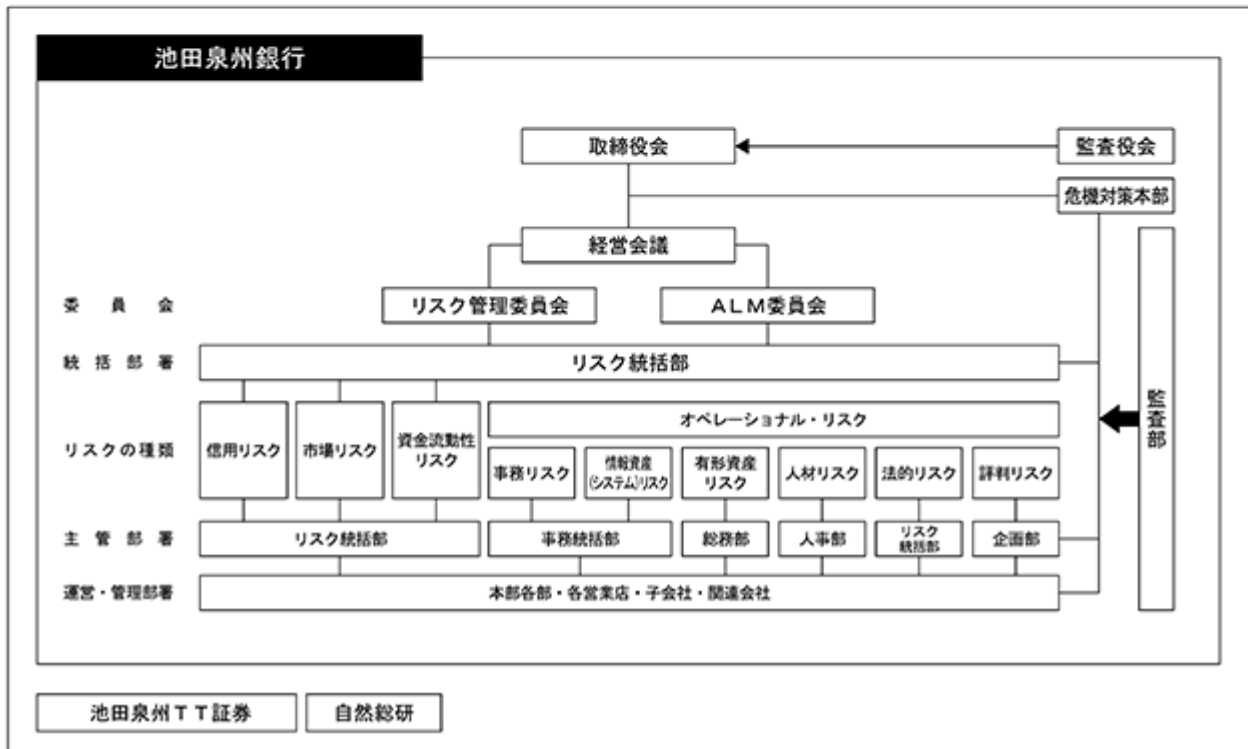 池田泉州銀行
取締役会
監査役会
危機対策本部
経営会議
委員会
リスク管理委員会
ALM委員会
統括部署
リスク統括部
監査部
リスクの種類
信用リスク
市場リスク
資金流動性
リスク
オペレーショナル・リスク
事務リスク
情報資産
(システム)リスク
有形資産
リスク
人材リスク
法的リスク
評判リスク
主管部署
リスク統括部
事務統括部
総務部
人事部
リスク
統括部
企画部
運営・管理部署
本部各部・各営業店・子会社・関連会社
池田泉州TT証券
自然総研